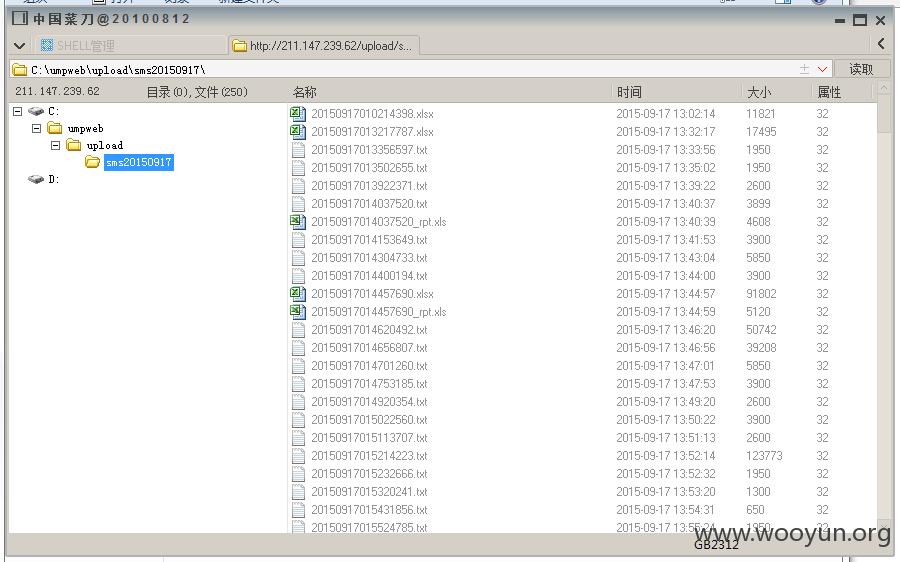 中国菜刀@20100812
SHELL管理
http://211.147.239.62/upload/s...
C:\umpweb\upload\sms20150917\
读取
211.147.239.62 目录(0),文件(250) 名称 时间 大小 属性
C:
umpweb
upload
sms20150917
D:
20150917010214398.xlsx 2015-09-17 13:02:14 11821 32
20150917013217787.xlsx 2015-09-17 13:32:17 17495 32
20150917013356597.txt 2015-09-17 13:33:56 1950 32
20150917013502655.txt 2015-09-17 13:35:02 1950 32
20150917013922371.txt 2015-09-17 13:39:22 2600 32
20150917014037520.txt 2015-09-17 13:40:37 3899 32
20150917014037520_rpt.xls 2015-09-17 13:40:39 4608 32
20150917014153649.txt 2015-09-17 13:41:53 3900 32
20150917014304733.txt 2015-09-17 13:43:04 5850 32
20150917014400194.txt 2015-09-17 13:44:00 3900 32
20150917014457690.xlsx 2015-09-17 13:44:57 91802 32
20150917014457690_rpt.xls 2015-09-17 13:44:59 5120 32
20150917014620492.txt 2015-09-17 13:46:20 50742 32
20150917014656807.txt 2015-09-17 13:46:56 39208 32
20150917014701260.txt 2015-09-17 13:47:01 5850 32
20150917014753185.txt 2015-09-17 13:47:53 3900 32
20150917014920354.txt 2015-09-17 13:49:20 2600 32
20150917015022560.txt 2015-09-17 13:50:22 3900 32
20150917015113707.txt 2015-09-17 13:51:13 2600 32
20150917015214223.txt 2015-09-17 13:52:14 123773 32
20150917015232666.txt 2015-09-17 13:52:32 1950 32
20150917015320241.txt 2015-09-17 13:53:20 1300 32
20150917015431856.txt 2015-09-17 13:54:31 650 32
20150917015524785.txt 2015-09-17 13:55:24 1950 32
www.wooyun.org
GB2312